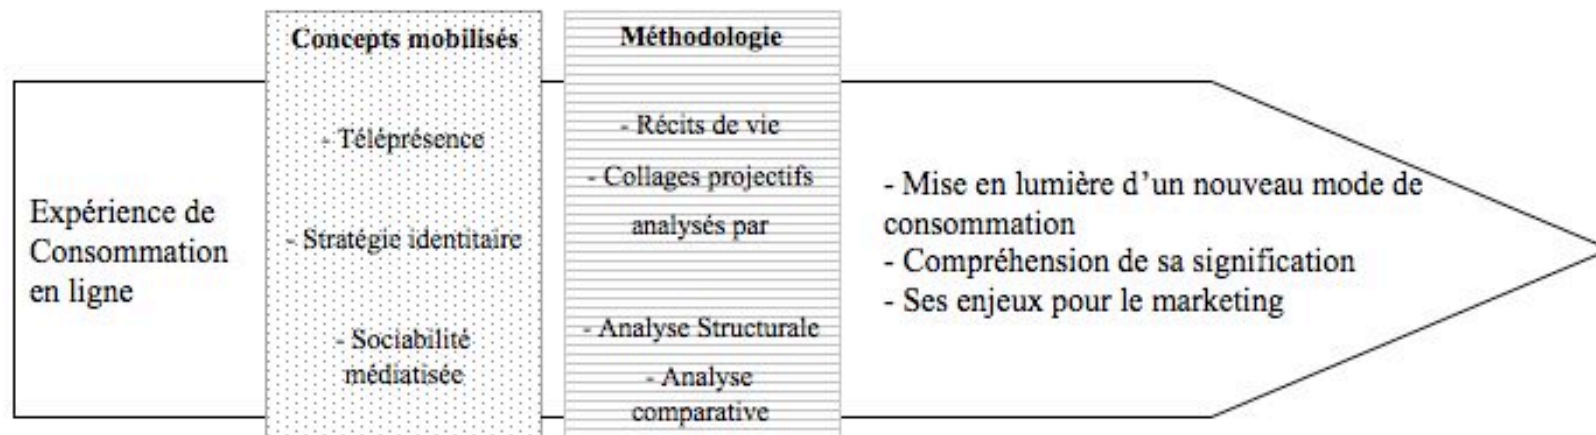 Expérience de
Consommation
en ligne
Concepts mobilisés
- Téléprésence
- Stratégie identitaire
- Sociabilité
médiatisée
Méthodologie
- Récits de vie
- Collages projectifs
analysés par
- Analyse Structurale
- Analyse
comparative
- Mise en lumière d'un nouveau mode de
consommation
- Compréhension de sa signification
- Ses enjeux pour le marketing